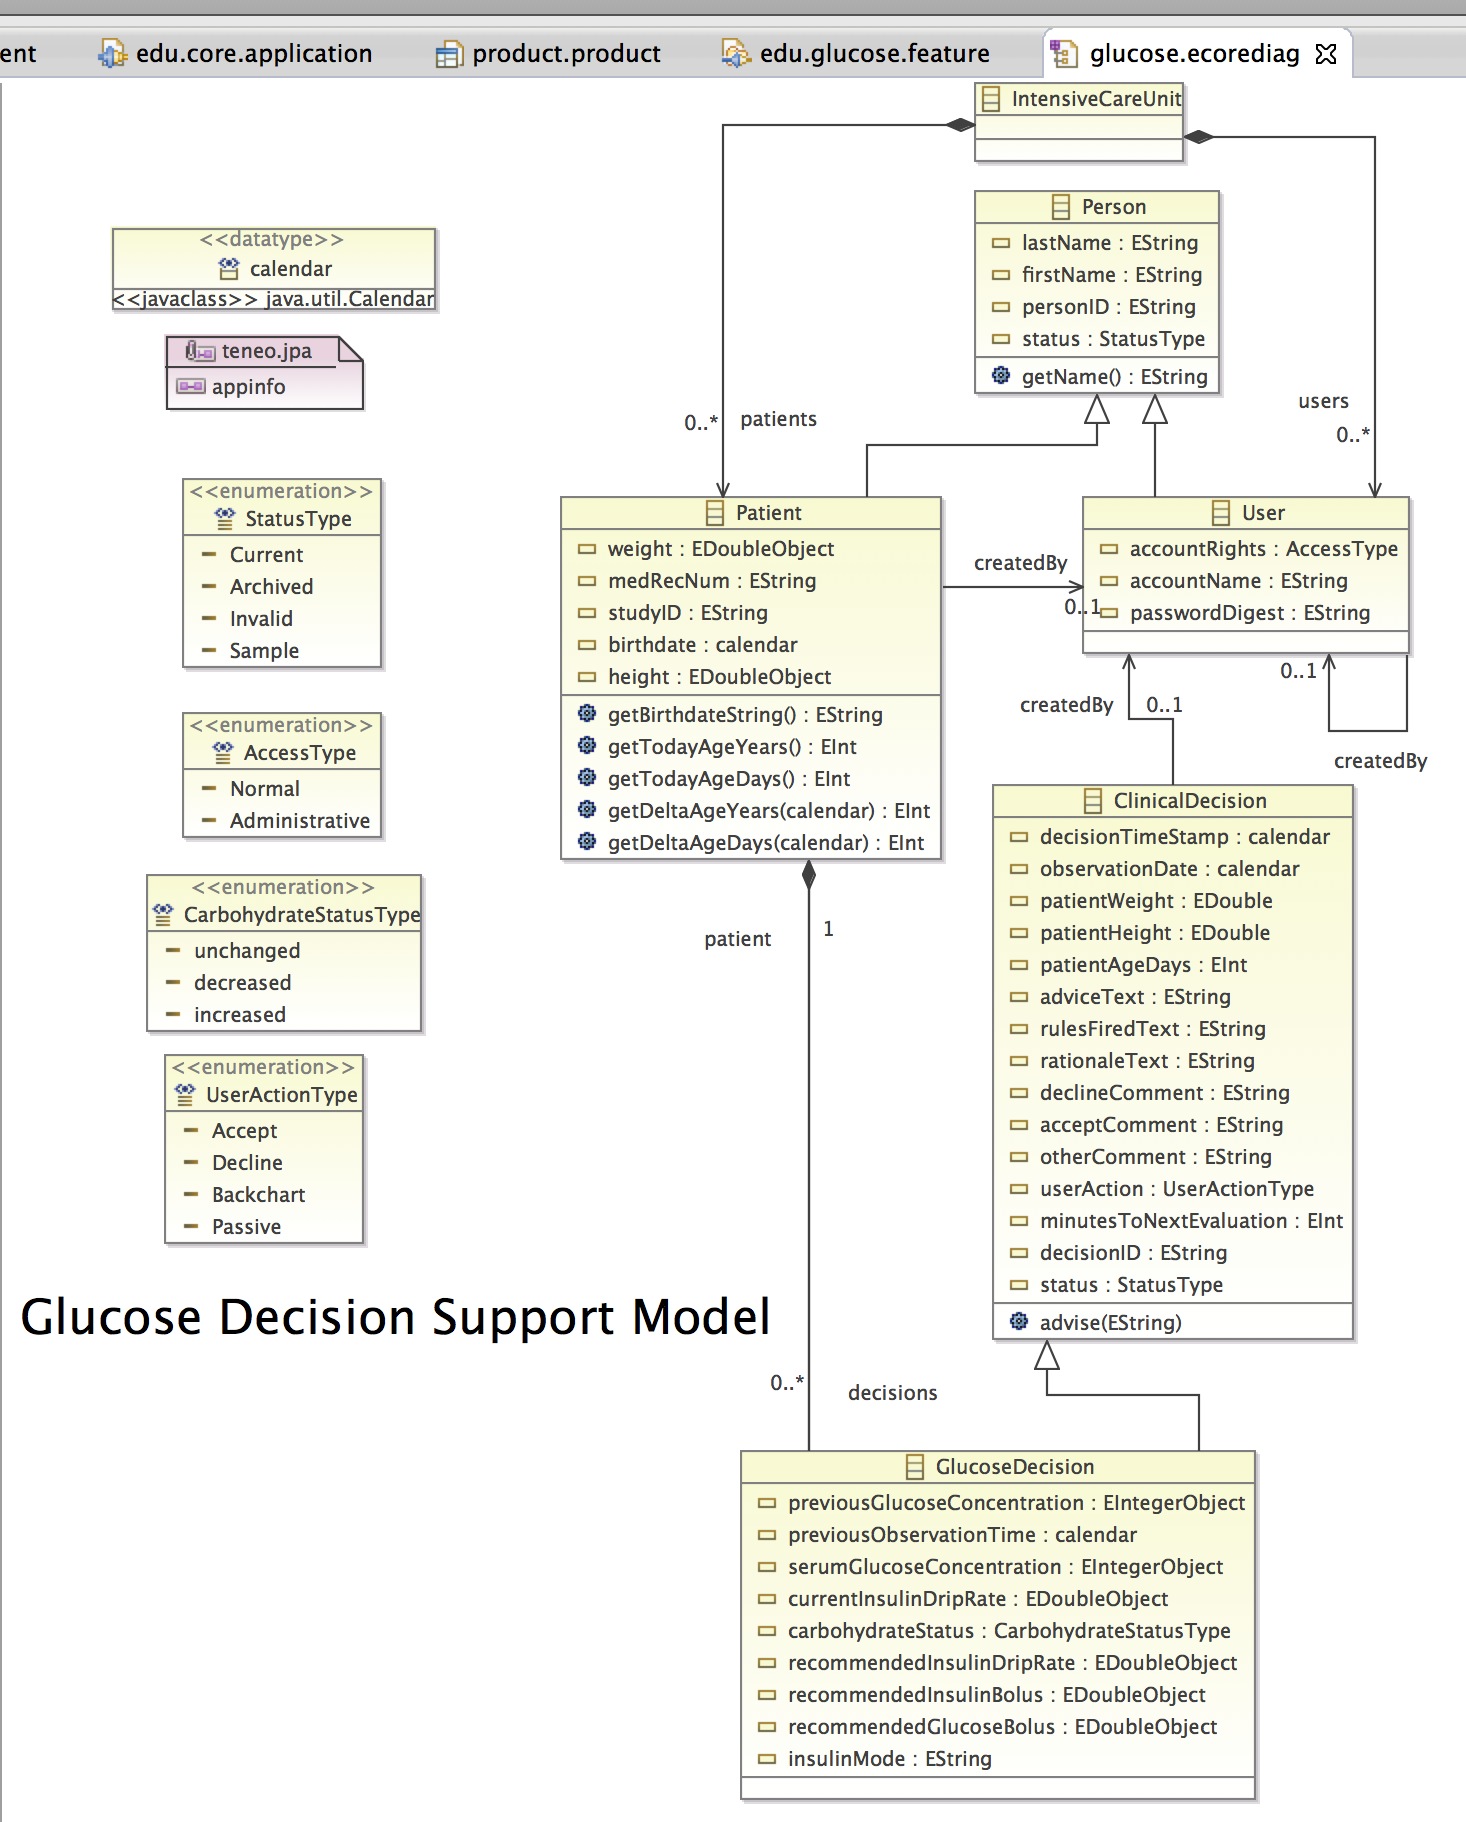 ent
edu.core.application
product.product
edu.glucose.feature
glucose.ecorediag
IntensiveCareUnit
Person
lastName : EString
firstName : EString
personID : EString
status : StatusType
getName() : EString
<<datatype>>
calendar
<<javaclass>> java.util.Calendar
teneo.jpa
appinfo
0..*
patients
users
0..*
<<enumeration>>
StatusType
Current
Archived
Invalid
Sample
Patient
weight : EDoubleObject
medRecNum : EString
studyID : EString
birthdate : calendar
height : EDoubleObject
getBirthdateString() : EString
getTodayAgeYears() : EInt
getTodayAgeDays() : EInt
getDeltaAgeYears(calendar) : EInt
getDeltaAgeDays(calendar) : EInt
createdBy
0..1
User
accountRights : AccessType
accountName : EString
passwordDigest : EString
0..1
createdBy
createdBy
0..1
<<enumeration>>
AccessType
Normal
Administrative
<<enumeration>>
CarbohydrateStatusType
unchanged
decreased
increased
<<enumeration>>
UserActionType
Accept
Decline
Backchart
Passive
patient
1
ClinicalDecision
decisionTimeStamp : calendar
observationDate : calendar
patientWeight : EDouble
patientHeight : EDouble
patientAgeDays : EInt
adviceText : EString
rulesFiredText : EString
rationaleText : EString
declineComment : EString
acceptComment : EString
otherComment : EString
userAction : UserActionType
minutesToNextEvaluation : EInt
decisionID : EString
status : StatusType
advise(EString)
Glucose Decision Support Model
0..*
decisions
GlucoseDecision
previousGlucoseConcentration : EIntegerObject
previousObservationTime : calendar
serumGlucoseConcentration : EIntegerObject
currentInsulinDripRate : EDoubleObject
carbohydrateStatus : CarbohydrateStatusType
recommendedInsulinDripRate : EDoubleObject
recommendedInsulinBolus : EDoubleObject
recommendedGlucoseBolus : EDoubleObject
insulinMode : EString